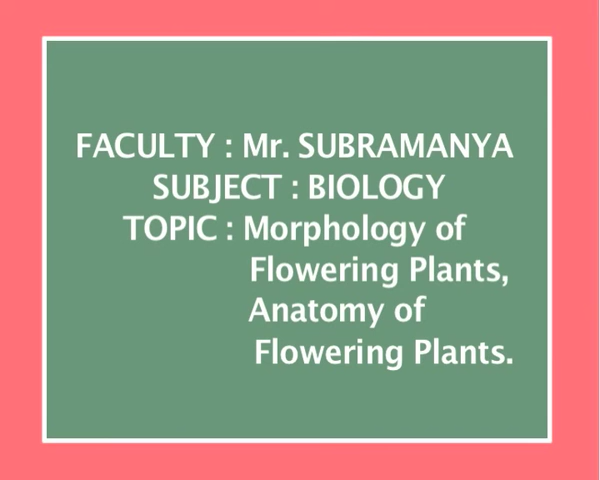 FACULTY : Mr. SUBRAMANYA
SUBJECT : BIOLOGY
TOPIC : Morphology of
Flowering Plants,
Anatomy of
Flowering Plants.